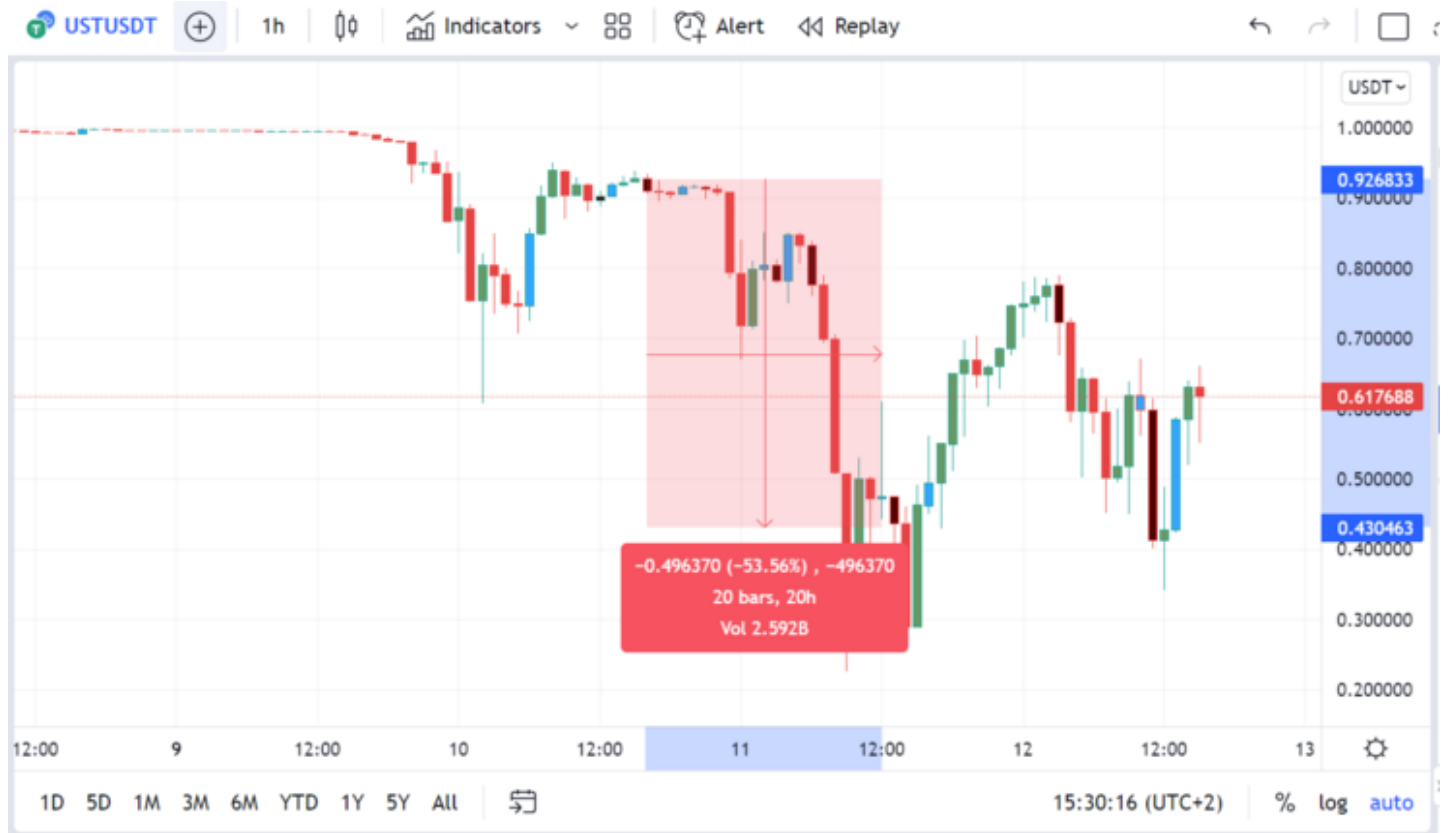 USTUSDT 1h Indicators Alert Replay
USDT
1.000000
0.926833
0.900000
0.800000
0.700000
0.617688
0.500000
0.430463
0.400000
0.300000
0.200000
−0.496370 (−53.56%) , −496370
20 bars, 20h
Vol 2.592B
12:00 9 12:00 10 12:00 11 12:00 12 12:00 13
1D 5D 1M 3M 6M YTD 1Y 5Y All 15:30:16 (UTC+2) % log auto